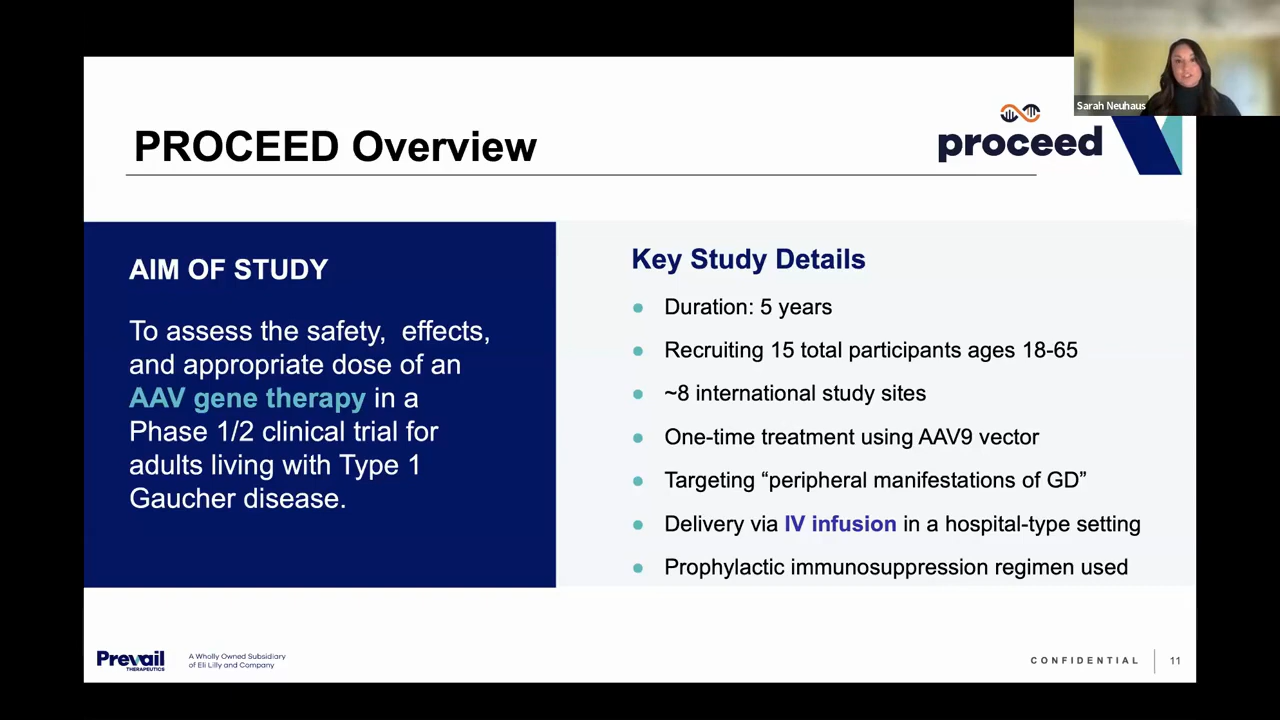 Sarah Neuhaus
PROCEED Overview
proceed
AIM OF STUDY
To assess the safety, effects,
and appropriate dose of an
AAV gene therapy in a
Phase 1/2 clinical trial for
adults living with Type 1
Gaucher disease.
Key Study Details
Duration: 5 years
Recruiting 15 total participants ages 18-65
~8 international study sites
One-time treatment using AAV9 vector
Targeting “peripheral manifestations of GD”
Delivery via IV infusion in a hospital-type setting
Prophylactic immunosuppression regimen used
Prevail
THERAPEUTICS
A Wholly Owned Subsidiary
of Eli Lilly and Company
CONFIDENTIAL
11